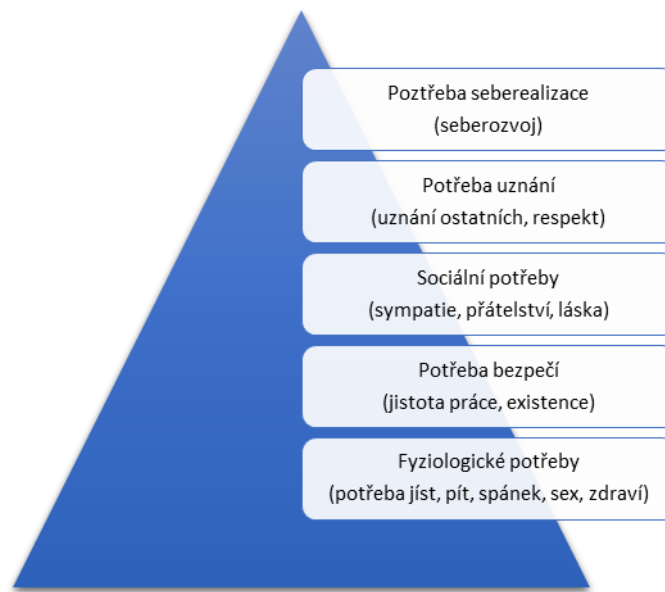 Poztřeba seberealizace
(seberozvoj)
Potřeba uznání
(uznání ostatních, respekt)
Sociální potřeby
(sympatie, přátelství, láska)
Potřeba bezpečí
(jistota práce, existence)
Fyziologické potřeby
(potřeba jíst, pít, spánek, sex, zdraví)